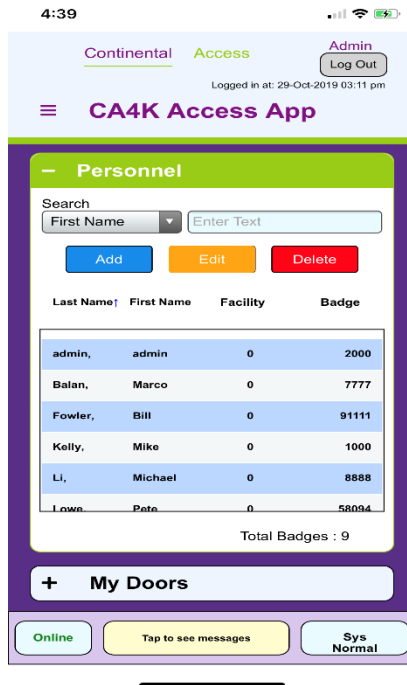 4:39
Continental Access
Admin
Log Out
Logged in at: 29-Oct-2019 03:11 pm
≡ CA4K Access App
− Personnel
Search
First Name Enter Text
Add Edit Delete
Last Name↑ First Name Facility Badge
admin, admin 0 2000
Balan, Marco 0 7777
Fowler, Bill 0 91111
Kelly, Mike 0 1000
Li, Michael 0 8888
Lowe, Pete 0 58094
Total Badges : 9
+ My Doors
Online Tap to see messages Sys Normal